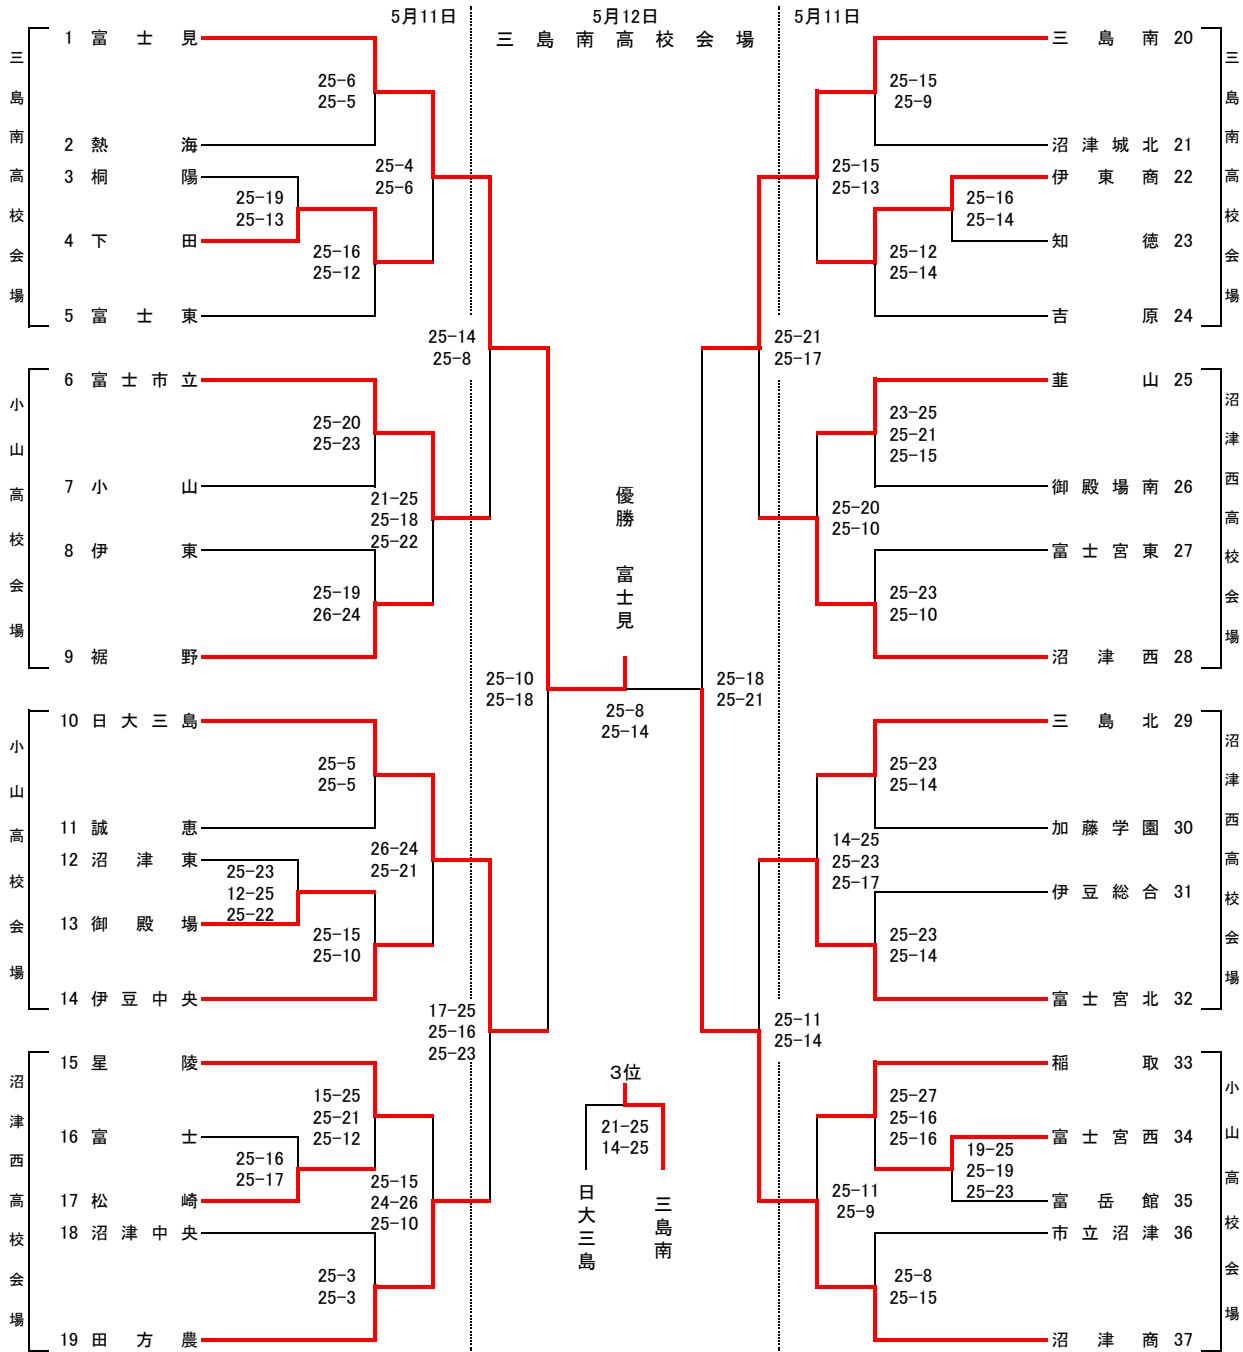 5月11日
5月12日
5月11日
三島南高校会場
三島南高校会場
1 富士見
2 熱海
3 桐陽
4 下田
5 富士東
25-6
25-5
25-19
25-13
25-16
25-12
25-4
25-6
小山高校会場
6 富士市立
7 小山
8 伊東
9 裾野
25-20
25-23
25-19
26-24
21-25
25-18
25-22
25-14
25-8
小山高校会場
10 日大三島
11 誠恵
12 沼津東
13 御殿場
14 伊豆中央
25-5
25-5
25-23
12-25
25-22
25-15
25-10
26-24
25-21
沼津西高校会場
15 星陵
16 富士
17 松崎
18 沼津中央
19 田方農
15-25
25-21
25-12
25-16
25-17
25-3
25-3
25-15
24-26
25-10
17-25
25-16
25-23
25-10
25-18
優勝 富士見
25-8
25-14
25-18
25-21
3位
21-25
14-25
日大三島
三島南
三島南高校会場
三島南 20
沼津城北 21
伊東商 22
知徳 23
吉原 24
25-15
25-9
25-16
25-14
25-12
25-14
25-15
25-13
25-21
25-17
沼津西高校会場
韮山 25
御殿場南 26
富士宮東 27
沼津西 28
23-25
25-21
25-15
25-23
25-10
25-20
25-10
沼津西高校会場
三島北 29
加藤学園 30
伊豆総合 31
富士宮北 32
25-23
25-14
25-23
25-14
14-25
25-23
25-17
25-11
25-14
小山高校会場
稲取 33
富士宮西 34
富岳館 35
市立沼津 36
沼津商 37
25-27
25-16
25-16
19-25
25-19
25-23
25-8
25-15
25-11
25-9